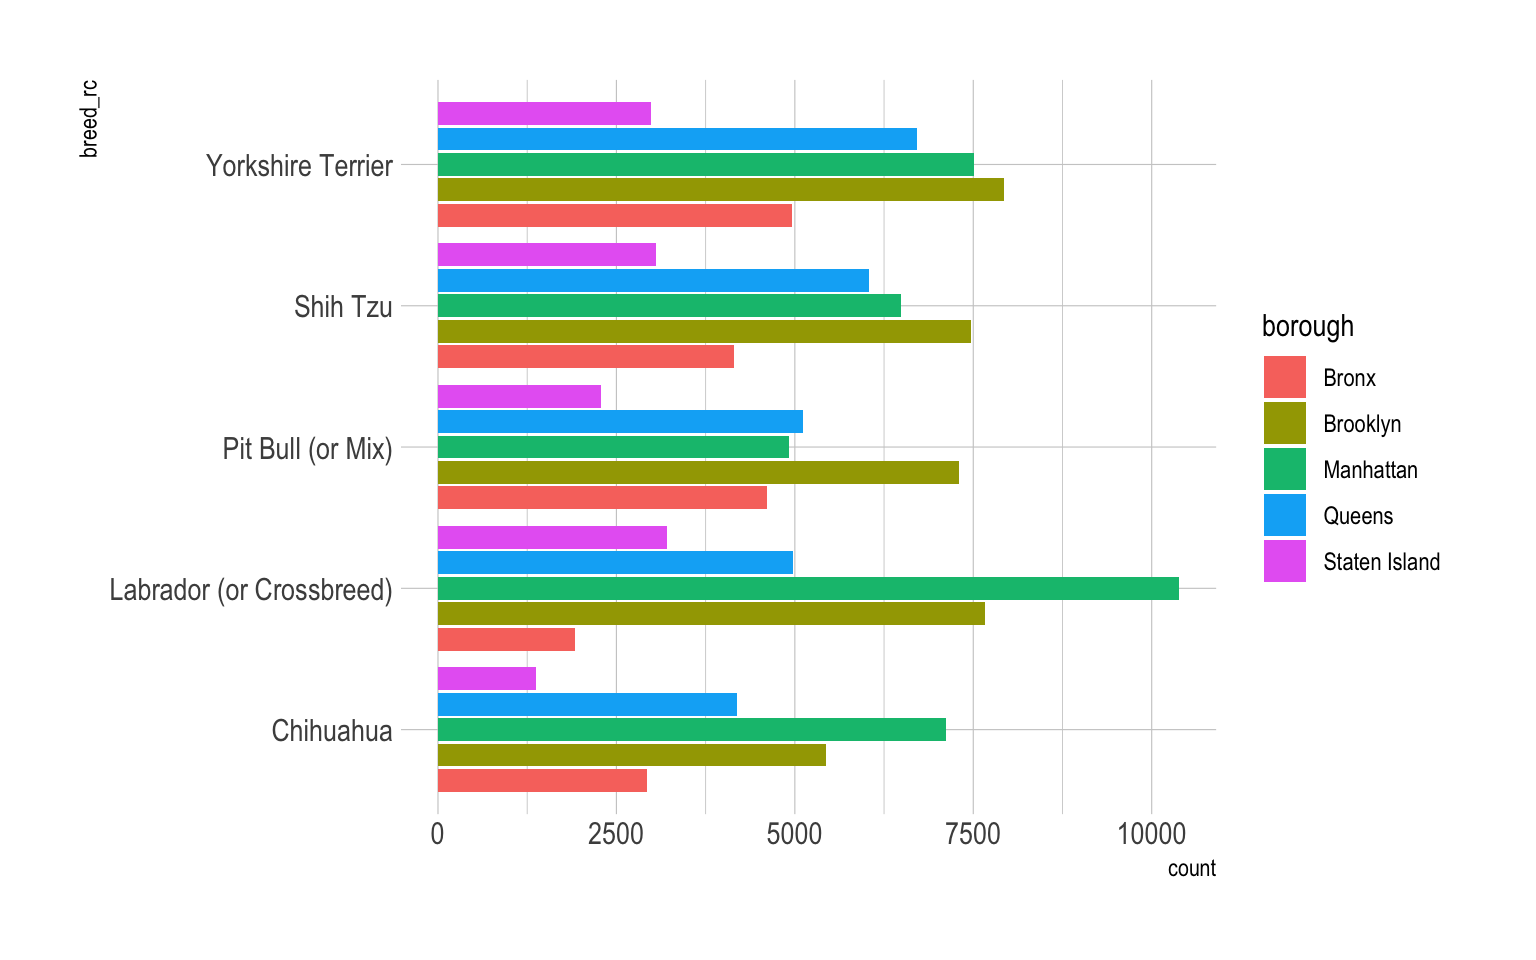 breed_rc
Yorkshire Terrier
Shih Tzu
Pit Bull (or Mix)
Labrador (or Crossbreed)
Chihuahua
0 2500 5000 7500 10000
count
borough
Bronx
Brooklyn
Manhattan
Queens
Staten Island